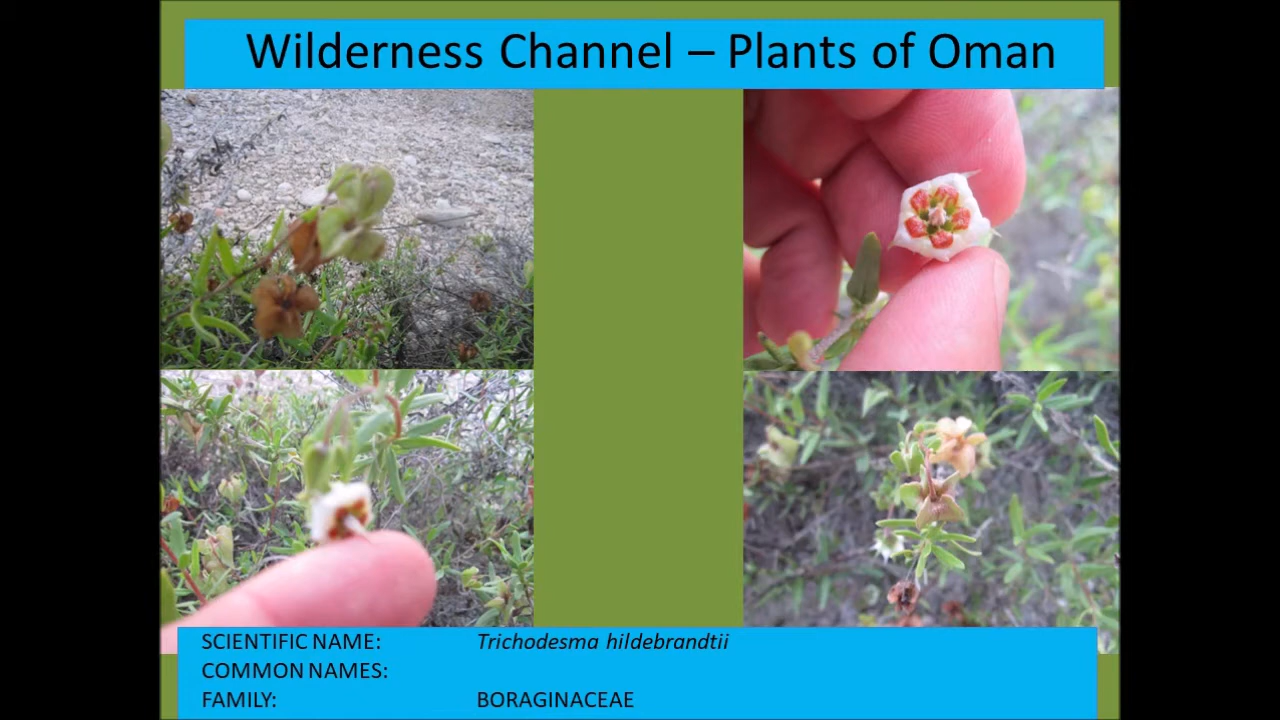 Wilderness Channel – Plants of Oman
SCIENTIFIC NAME: Trichodesma hildebrandtii
COMMON NAMES:
FAMILY: BORAGINACEAE